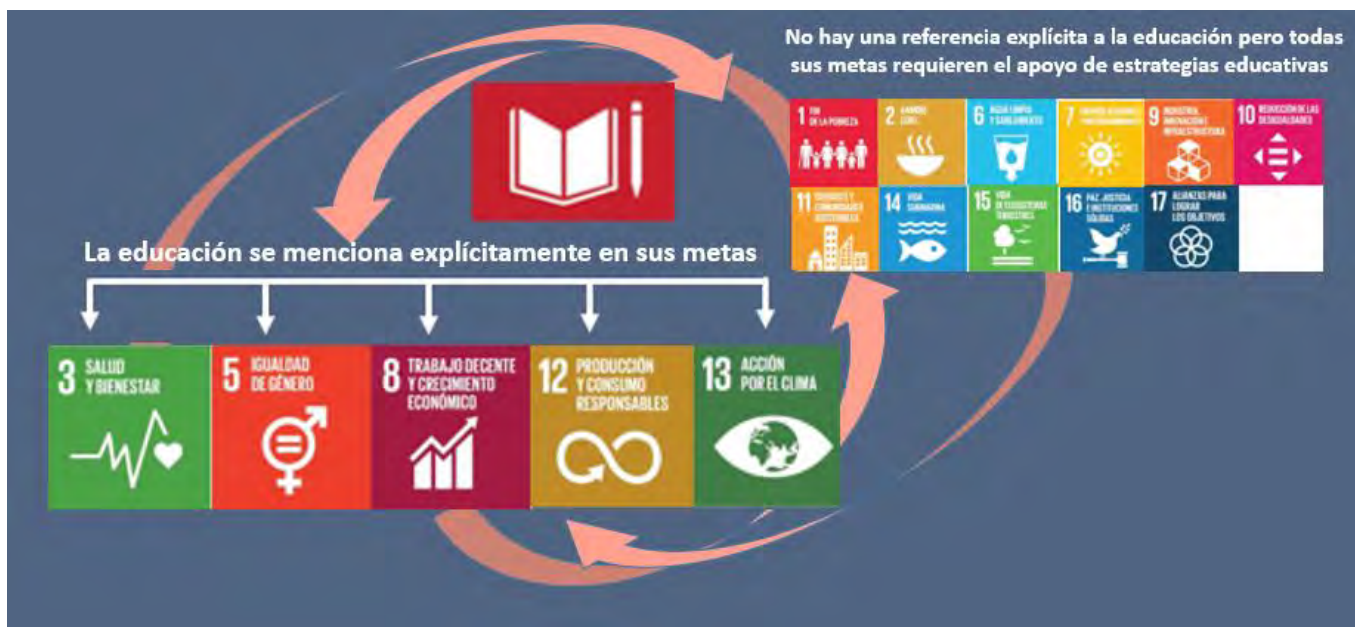 No hay una referencia explícita a la educación pero todas
sus metas requieren el apoyo de estrategias educativas
1 FIN
DE LA POBREZA
2 HAMBRE
CERO
6 AGUA LIMPIA
Y SANEAMIENTO
7
9 INDUSTRIA,
INNOVACIÓN E
INFRAESTRUCTURA
10 REDUCCIÓN DE LAS
DESIGUALDADES
11 CIUDADES Y
COMUNIDADES
SOSTENIBLES
14 VIDA
SUBMARINA
15 VIDA
DE ECOSISTEMAS
TERRESTRES
16 PAZ, JUSTICIA
E INSTITUCIONES
SÓLIDAS
17 ALIANZAS PARA
LOGRAR
LOS OBJETIVOS
La educación se menciona explícitamente en sus metas
3 SALUD
Y BIENESTAR
5 IGUALDAD
DE GÉNERO
8 TRABAJO DECENTE
Y CRECIMIENTO
ECONÓMICO
12 PRODUCCIÓN
Y CONSUMO
RESPONSABLES
13 ACCIÓN
POR EL CLIMA